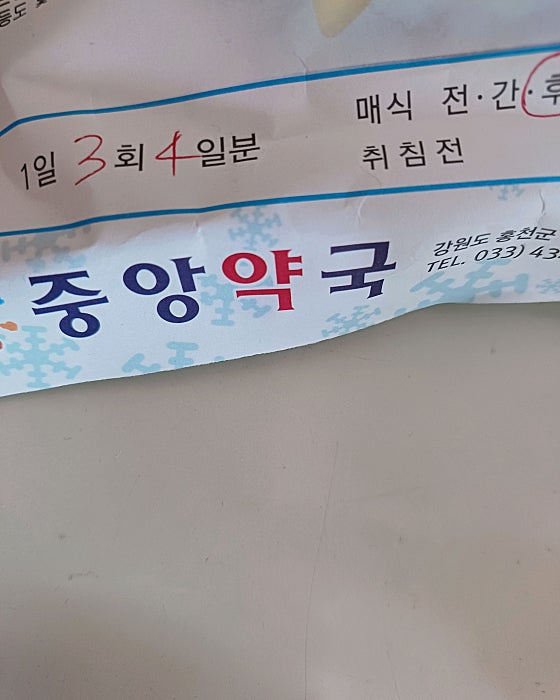 1일 3회 4일분
매식 전·간·후
취침전
중앙약국
강원도 홍천군
TEL. 033) 43